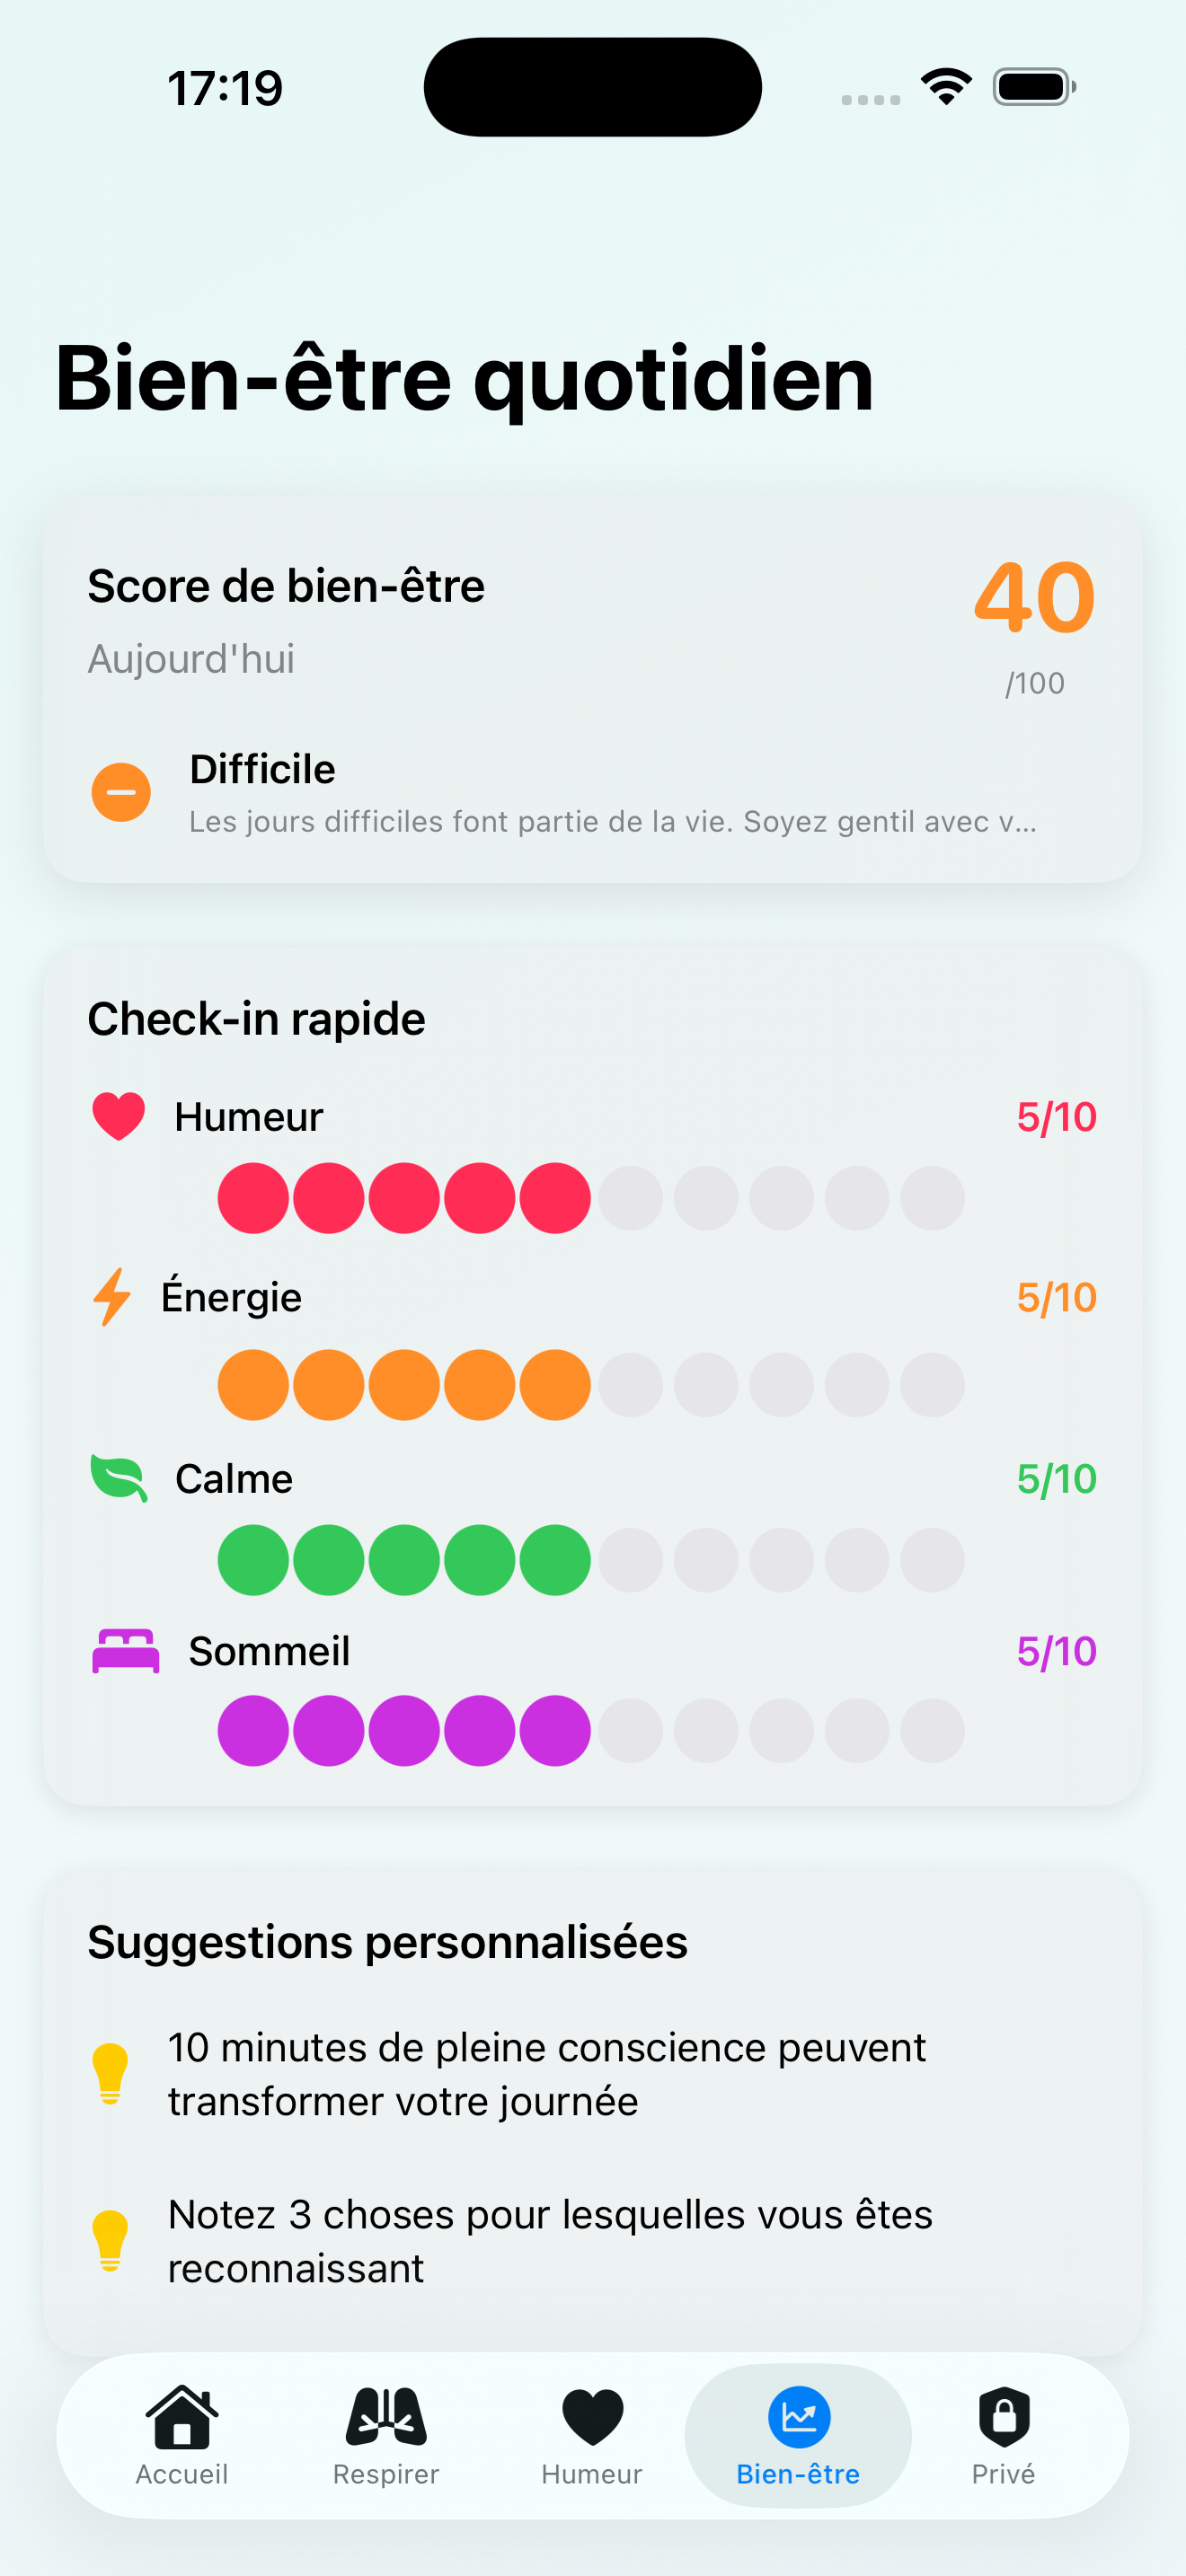 17:19
Bien-être quotidien
Score de bien-être
40
Aujourd'hui
/100
Difficile
Les jours difficiles font partie de la vie. Soyez gentil avec v...
Check-in rapide
Humeur 5/10
Énergie 5/10
Calme 5/10
Sommeil 5/10
Suggestions personnalisées
10 minutes de pleine conscience peuvent
transformer votre journée
Notez 3 choses pour lesquelles vous êtes
reconnaissant
Accueil Respirer Humeur Bien-être Privé